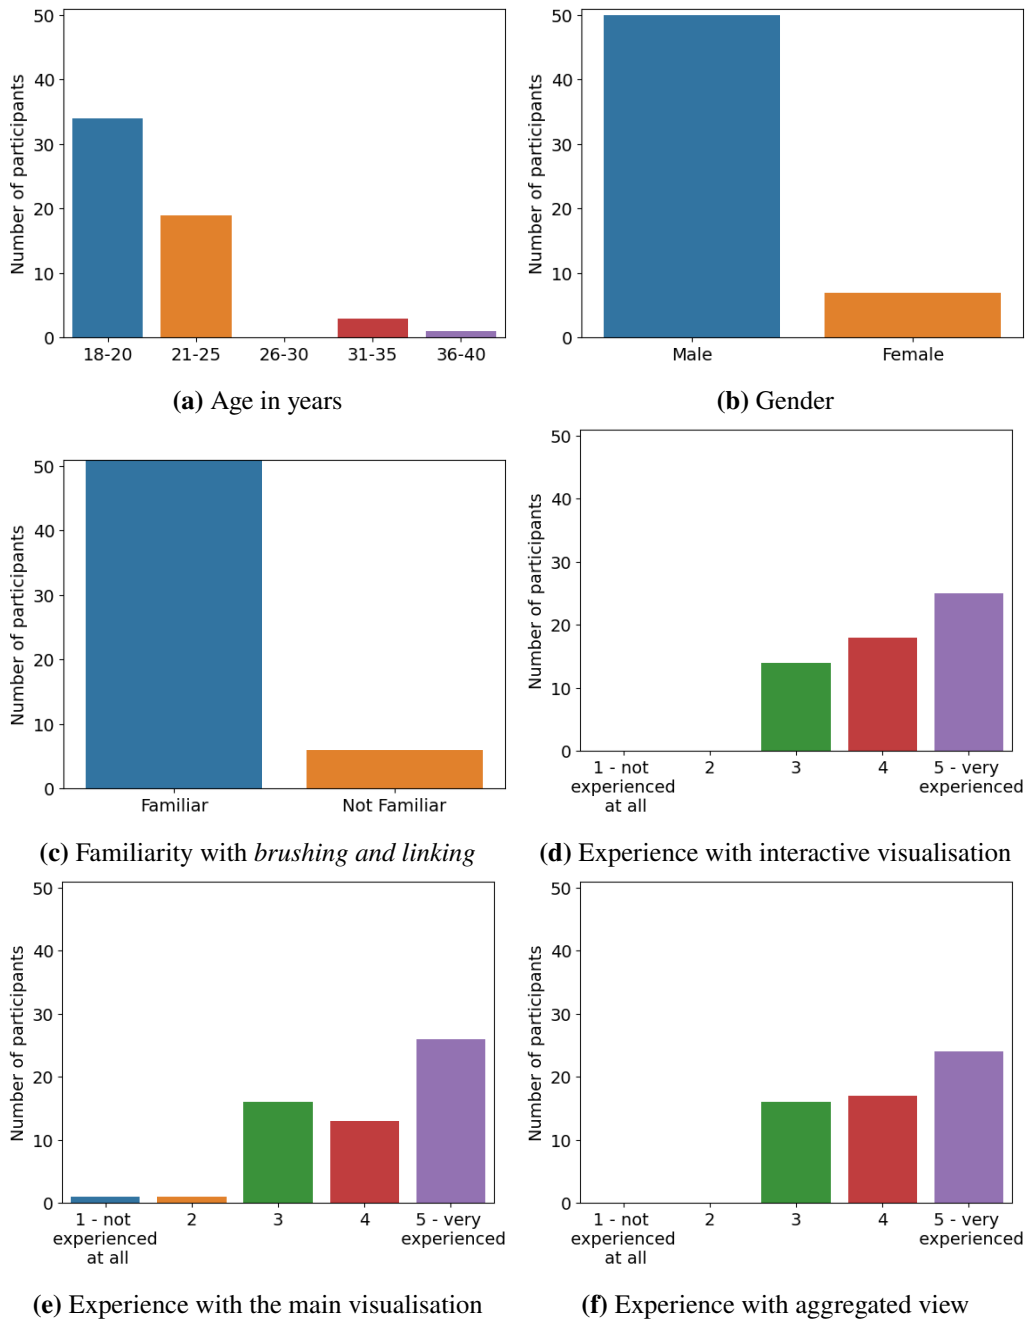 Number of participants
50
40
30
20
10
0
18-20 21-25 26-30 31-35 36-40
(a) Age in years
Number of participants
50
40
30
20
10
0
Male Female
(b) Gender
Number of participants
50
40
30
20
10
0
Familiar Not Familiar
(c) Familiarity with brushing and linking
Number of participants
50
40
30
20
10
0
1 - not 2 3 4 5 - very
experienced experienced
at all
(d) Experience with interactive visualisation
Number of participants
50
40
30
20
10
0
1 - not 2 3 4 5 - very
experienced experienced
at all
(e) Experience with the main visualisation
Number of participants
50
40
30
20
10
0
1 - not 2 3 4 5 - very
experienced experienced
at all
(f) Experience with aggregated view